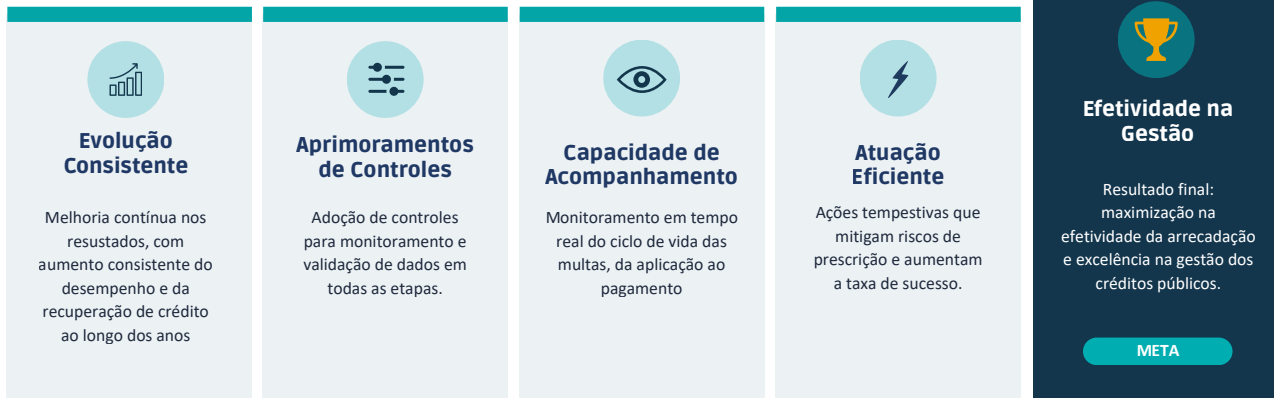 Evolução
Consistente
Melhoria contínua nos
resustados, com
aumento consistente do
desempenho e da
recuperação de crédito
ao longo dos anos
Aprimoramentos
de Controles
Adoção de controles
para monitoramento e
validação de dados em
todas as etapas.
Capacidade de
Acompanhamento
Monitoramento em tempo
real do ciclo de vida das
multas, da aplicação ao
pagamento
Atuação
Eficiente
Ações tempestivas que
mitigam riscos de
prescrição e aumentam
a taxa de sucesso.
Efetividade na
Gestão
Resultado final:
maximização na
efetividade da arrecadação
e excelência na gestão dos
créditos públicos.
META